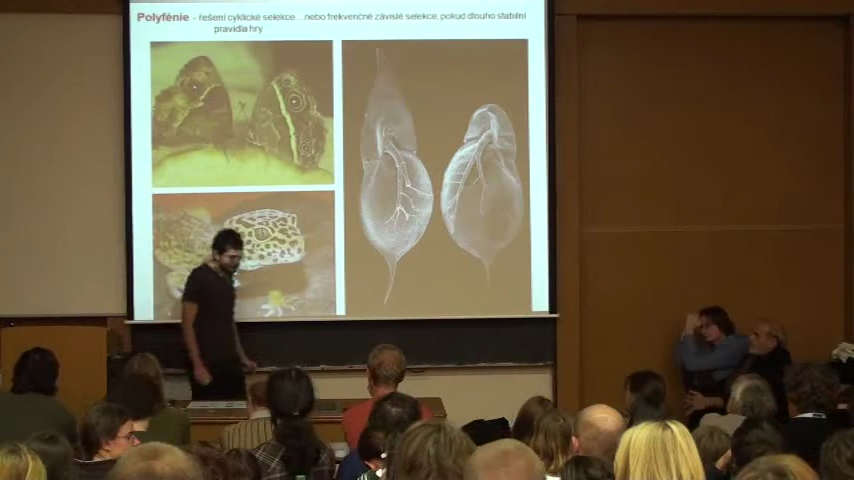 Polyfénie - řešení cyklické selekce ...nebo frekvenčně závislé selekce, pokud dlouho stabilní
pravidla hry